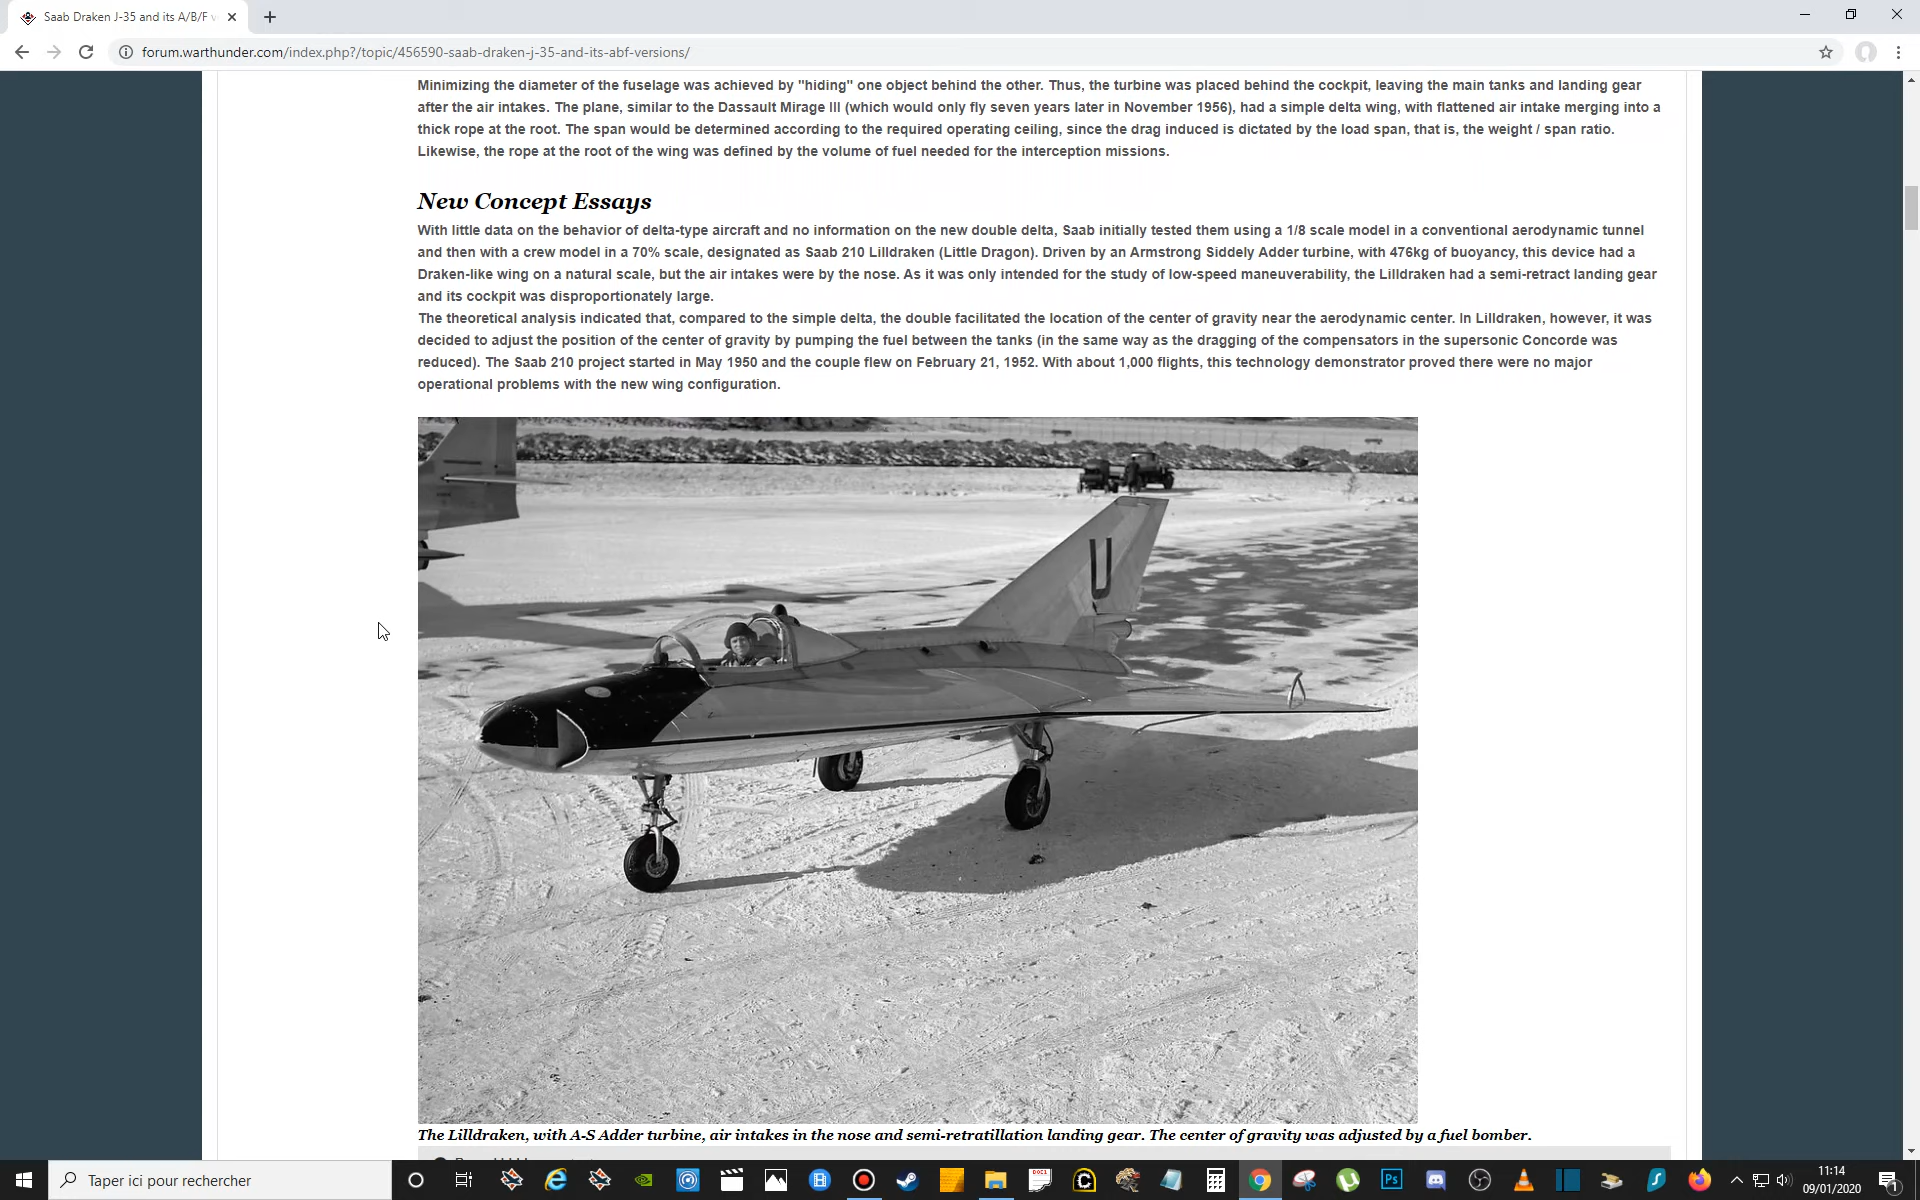 Saab Draken J-35 and its A/B/F v
forum.warthunder.com/index.php?/topic/456590-saab-draken-j-35-and-its-abf-versions/
Minimizing the diameter of the fuselage was achieved by "hiding" one object behind the other. Thus, the turbine was placed behind the cockpit, leaving the main tanks and landing gear
after the air intakes. The plane, similar to the Dassault Mirage III (which would only fly seven years later in November 1956), had a simple delta wing, with flattened air intake merging into a
thick rope at the root. The span would be determined according to the required operating ceiling, since the drag induced is dictated by the load span, that is, the weight / span ratio.
Likewise, the rope at the root of the wing was defined by the volume of fuel needed for the interception missions.
New Concept Essays
With little data on the behavior of delta-type aircraft and no information on the new double delta, Saab initially tested them using a 1/8 scale model in a conventional aerodynamic tunnel
and then with a crew model in a 70% scale, designated as Saab 210 Lilldraken (Little Dragon). Driven by an Armstrong Siddely Adder turbine, with 476kg of buoyancy, this device had a
Draken-like wing on a natural scale, but the air intakes were by the nose. As it was only intended for the study of low-speed maneuverability, the Lilldraken had a semi-retract landing gear
and its cockpit was disproportionately large.
The theoretical analysis indicated that, compared to the simple delta, the double facilitated the location of the center of gravity near the aerodynamic center. In Lilldraken, however, it was
decided to adjust the position of the center of gravity by pumping the fuel between the tanks (in the same way as the dragging of the compensators in the supersonic Concorde was
reduced). The Saab 210 project started in May 1950 and the couple flew on February 21, 1952. With about 1,000 flights, this technology demonstrator proved there were no major
operational problems with the new wing configuration.
U
The Lilldraken, with A-S Adder turbine, air intakes in the nose and semi-retratillation landing gear. The center of gravity was adjusted by a fuel bomber.
Taper ici pour rechercher
Ps
11:14
09/01/2020
1